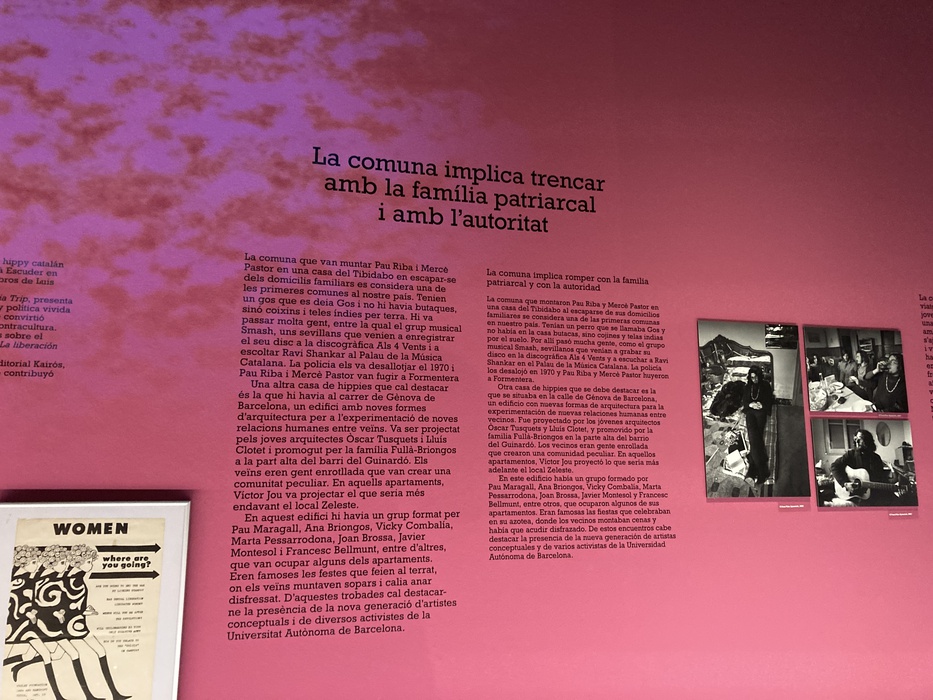 La comuna implica trencar
amb la família patriarcal
i amb l'autoritat
luppy catalán
a Escuder en
oros de Luis
ia Trip, presenta
y política vivida
convirtió
ontracultura.
sobre el
La liberación
ditorial Kairós,
contribuyó
La comuna que van muntar Pau Riba i Mercè
Pastor en una casa del Tibidabo en escapar-se
dels domicilis familiars es considera una de
les primeres comunes al nostre país. Tenien
un gos que es deia Gos i no hi havia butaques,
sinó coixins i teles índies per terra. Hi va
passar molta gent, entre la qual el grup musical
Smash, uns sevillans que venien a enregistrar
el seu disc a la discogràfica Als 4 Vents i a
escoltar Ravi Shankar al Palau de la Música
Catalana. La policia els va desallotjar el 1970 i
Pau Riba i Mercè Pastor van fugir a Formentera
Una altra casa de hippies que cal destacar
és la que hi havia al carrer de Gènova de
Barcelona, un edifici amb noves formes
d'arquitectura per a l'experimentació de noves
relacions humanes entre veïns. Va ser projectat
pels joves arquitectes Óscar Tusquets i Lluís
Clotet i promogut per la família Fullà-Briongos
a la part alta del barri del Guinardó. Els
veïns eren gent enrotllada que van crear una
comunitat peculiar. En aquells apartaments,
Víctor Jou va projectar el que seria més
endavant el local Zeleste.
En aquest edifici hi havia un grup format per
Pau Maragall, Ana Briongos, Vicky Combalía,
Marta Pessarrodona, Joan Brossa, Javier
Montesol i Francesc Bellmunt, entre d'altres,
que van ocupar alguns dels apartaments.
Eren famoses les festes que feien al terrat,
on els veïns muntaven sopars i calia anar
disfressat. D'aquestes trobades cal destacar-
ne la presència de la nova generació d'artistes
conceptuals i de diversos activistes de la
Universitat Autònoma de Barcelona.
La comuna implica romper con la familia
patriarcal y con la autoridad
La comuna que montaron Pau Riba y Mercè Pastor en
una casa del Tibidabo al escaparse de sus domicilios
familiares se considera una de las primeras comunas
en nuestro país. Tenían un perro que se llamaba Gos y
no había en la casa butacas, sino cojines y telas indias
por el suelo. Por allí pasó mucha gente, como el grupo
musical Smash, sevillanos que venían a grabar su
disco en la discográfica Als 4 Vents y a escuchar a Ravi
Shankar en el Palau de la Música Catalana. La policía
los desalojó en 1970 y Pau Riba y Mercè Pastor huyeron
a Formentera.
Otra casa de hippies que se debe destacar es la
que se situaba en la calle de Génova de Barcelona,
un edificio con nuevas formas de arquitectura para la
experimentación de nuevas relaciones humanas entre
vecinos. Fue proyectado por los jóvenes arquitectos
Óscar Tusquets y Lluís Clotet, y promovido por la
familia Fullà-Briongos en la parte alta del barrio
del Guinardó. Los vecinos eran gente enrollada
que crearon una comunidad peculiar. En aquellos
apartamentos, Víctor Jou proyectó lo que sería más
adelante el local Zeleste.
En este edificio había un grupo formado por
Pau Maragall, Ana Briongos, Vicky Combalía, Marta
Pessarrodona, Joan Brossa, Javier Montesol y Francesc
Bellmunt, entre otros, que ocuparon algunos de sus
apartamentos. Eran famosas las fiestas que celebraban
en su azotea, donde los vecinos montaban cenas y
había que acudir disfrazado. De estos encuentros cabe
destacar la presencia de la nueva generación de artistas
conceptuales y de varios activistas de la Universidad
Autónoma de Barcelona.
WOMEN
where are
you going?